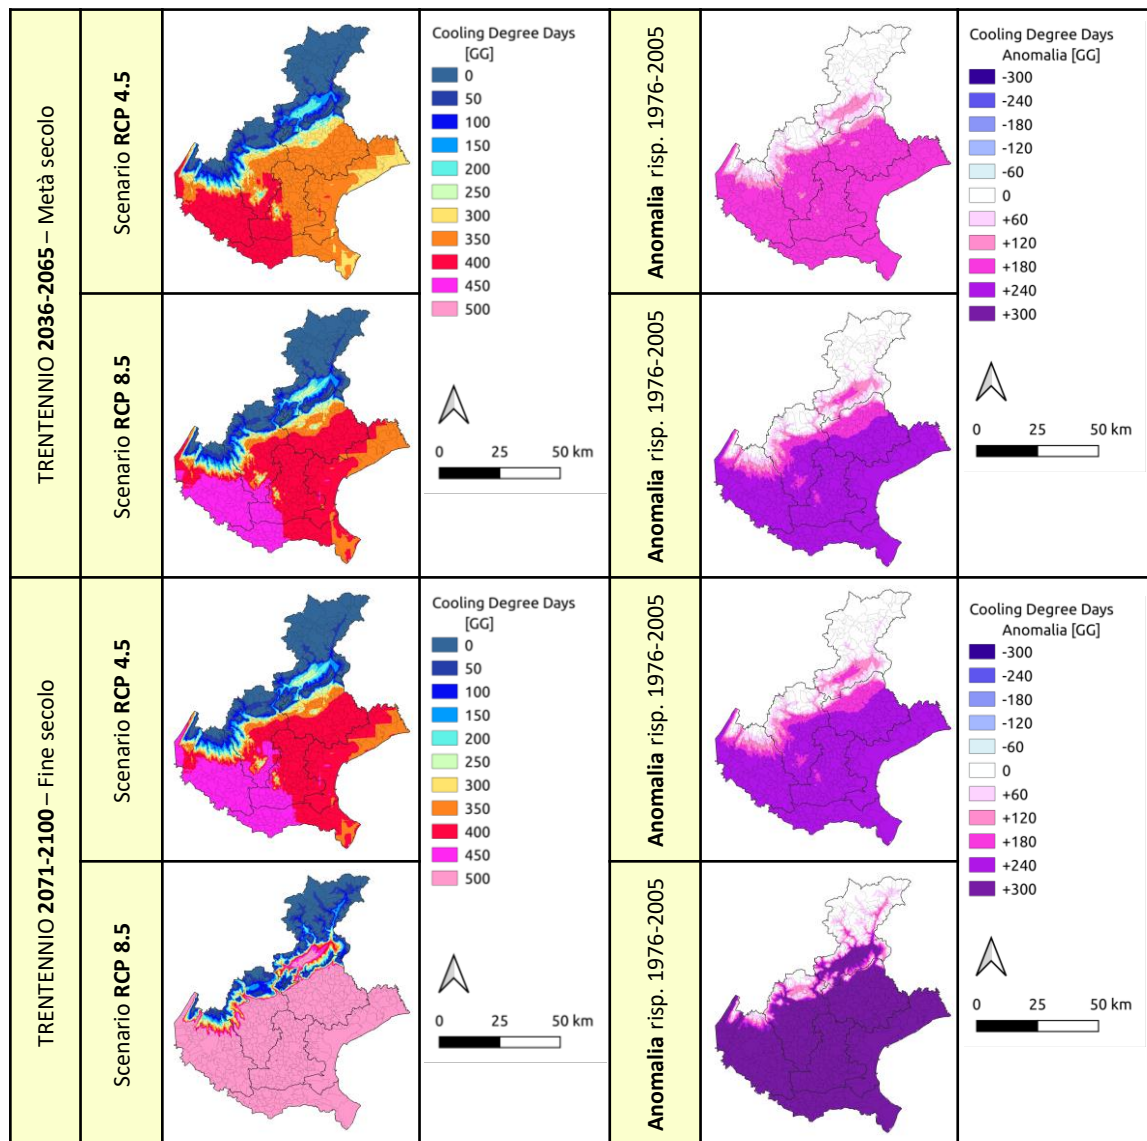 TRENTENNIO 2036-2065 – Metà secolo
Scenario RCP 4.5
Cooling Degree Days
[GG]
0
50
100
150
200
250
300
350
400
450
500
0 25 50 km
Anomalia risp. 1976-2005
Cooling Degree Days
Anomalia [GG]
-300
-240
-180
-120
-60
0
+60
+120
+180
+240
+300
0 25 50 km
Scenario RCP 8.5
Anomalia risp. 1976-2005
TRENTENNIO 2071-2100 – Fine secolo
Scenario RCP 4.5
Cooling Degree Days
[GG]
0
50
100
150
200
250
300
350
400
450
500
0 25 50 km
Anomalia risp. 1976-2005
Cooling Degree Days
Anomalia [GG]
-300
-240
-180
-120
-60
0
+60
+120
+180
+240
+300
0 25 50 km
Scenario RCP 8.5
Anomalia risp. 1976-2005